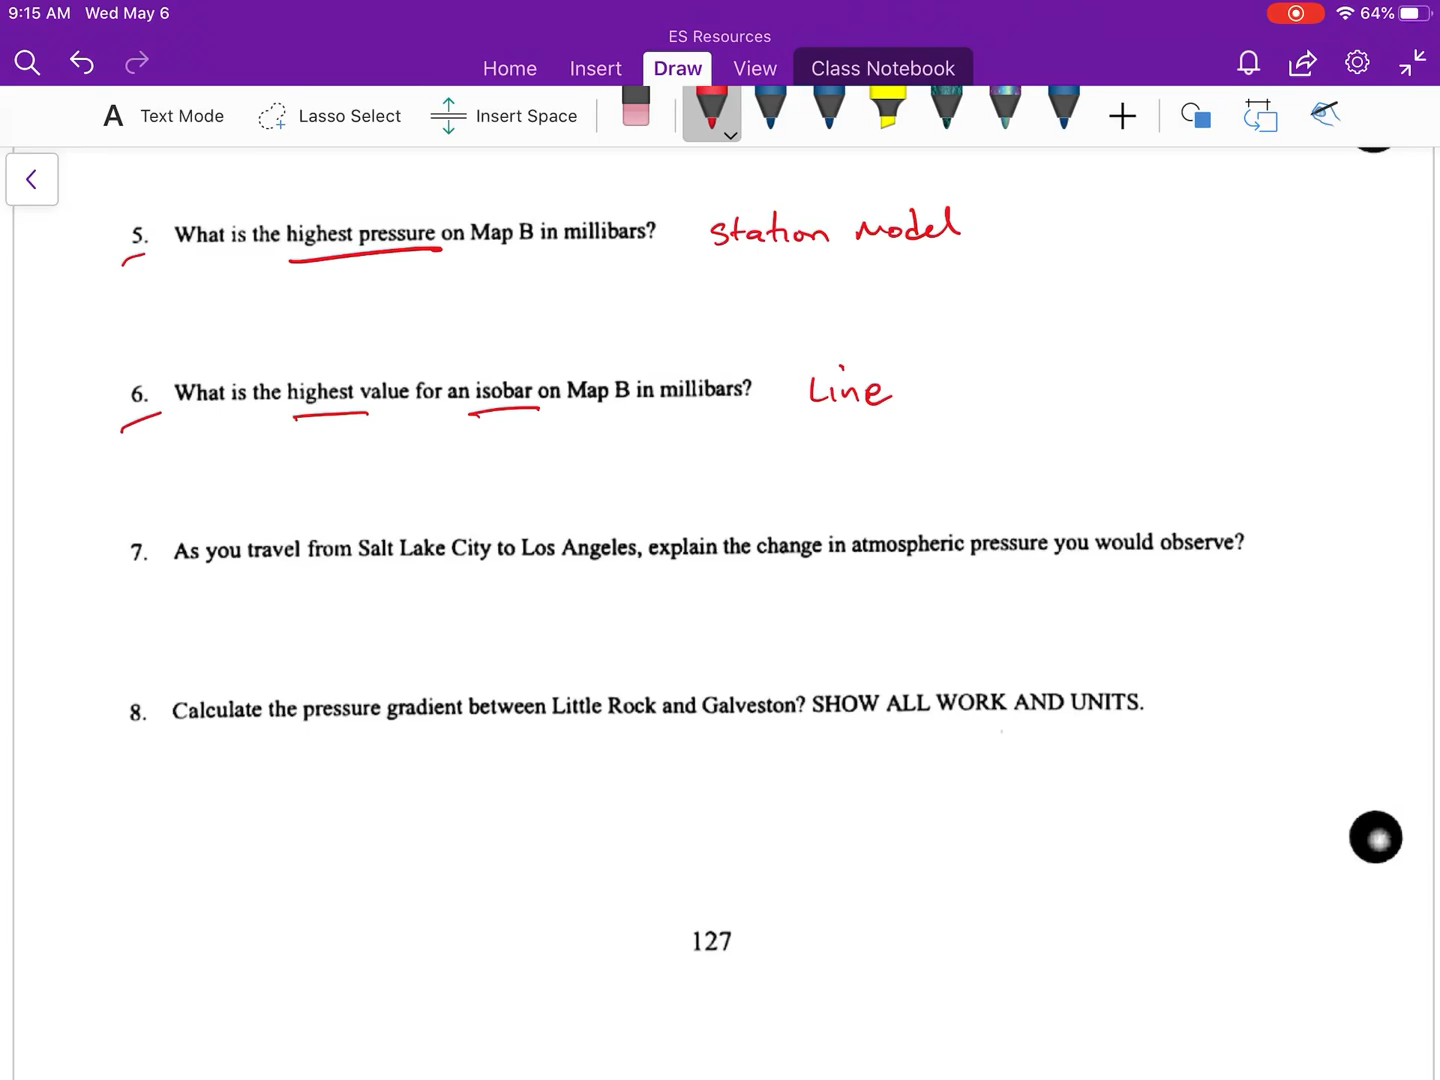 9:15 AM Wed May 6
64%
ES Resources
Home Insert Draw View Class Notebook
A Text Mode Lasso Select Insert Space
5. What is the highest pressure on Map B in millibars? Station Model
6. What is the highest value for an isobar on Map B in millibars? Line
7. As you travel from Salt Lake City to Los Angeles, explain the change in atmospheric pressure you would observe?
8. Calculate the pressure gradient between Little Rock and Galveston? SHOW ALL WORK AND UNITS.
127